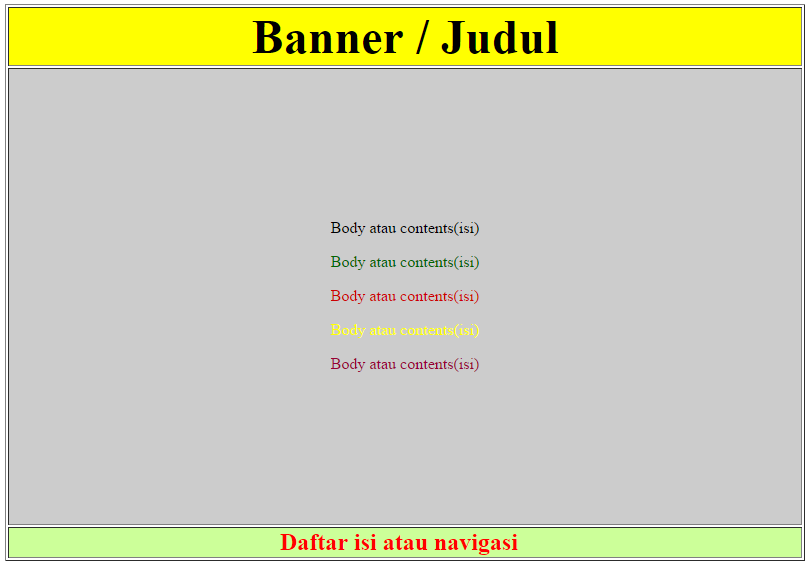 Banner / Judul
Body atau contents(isi)
Body atau contents(isi)
Body atau contents(isi)
Body atau contents(isi)
Body atau contents(isi)
Daftar isi atau navigasi